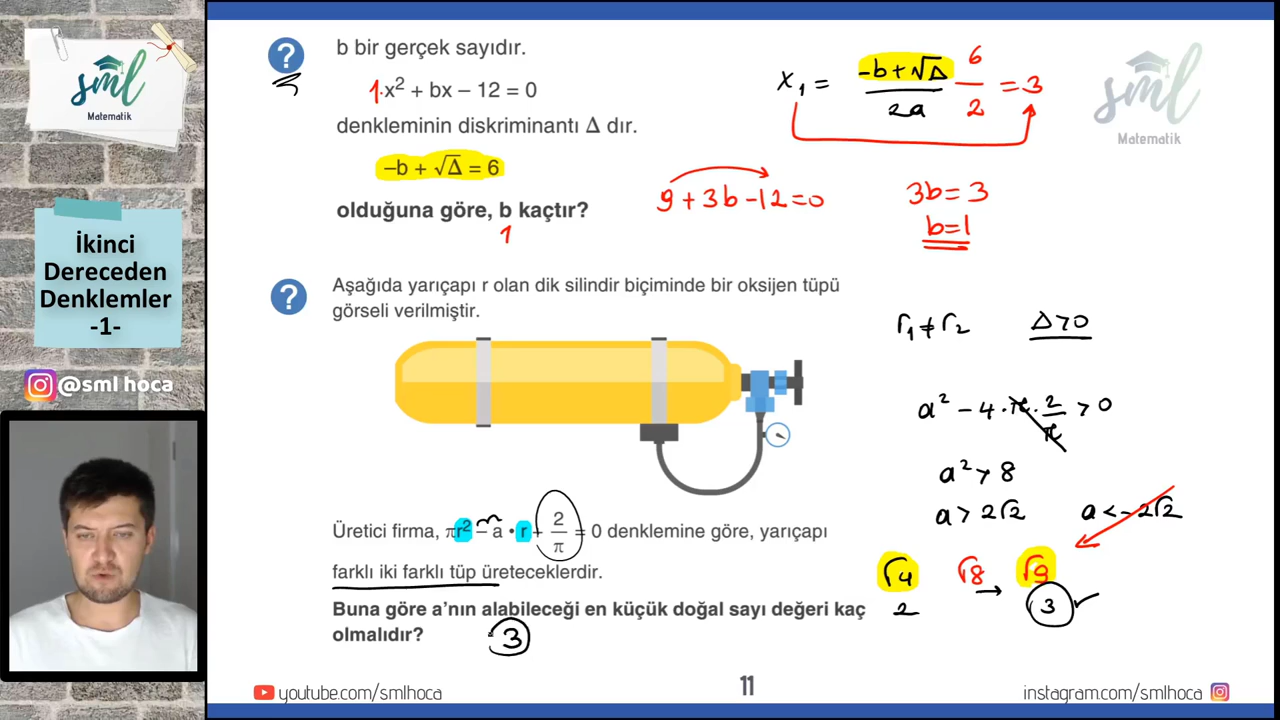 sml
Matematik
İkinci
Dereceden
Denklemler
-1-
@sml hoca
?
b bir gerçek sayıdır.
1·x² + bx – 12 = 0
denkleminin diskriminantı Δ dır.
–b + √Δ = 6
olduğuna göre, b kaçtır?
1
x₁ = -b+√Δ / 2a 6/2 = 3
9+3b-12=0
3b=3
b=1
sml
Matematik
?
Aşağıda yarıçapı r olan dik silindir biçiminde bir oksijen tüpü
görseli verilmiştir.
Üretici firma, πr² – a · r + 2/π = 0 denklemine göre, yarıçapı
farklı iki farklı tüp üreteceklerdir.
Buna göre a'nın alabileceği en küçük doğal sayı değeri kaç
olmalıdır?
3
r₁ ≠ r₂ Δ>0
a² - 4·π·2/π > 0
a² > 8
a > 2√2 a < -2√2
√4 √8 → √9
2 3
youtube.com/smlhoca
11
instagram.com/smlhoca